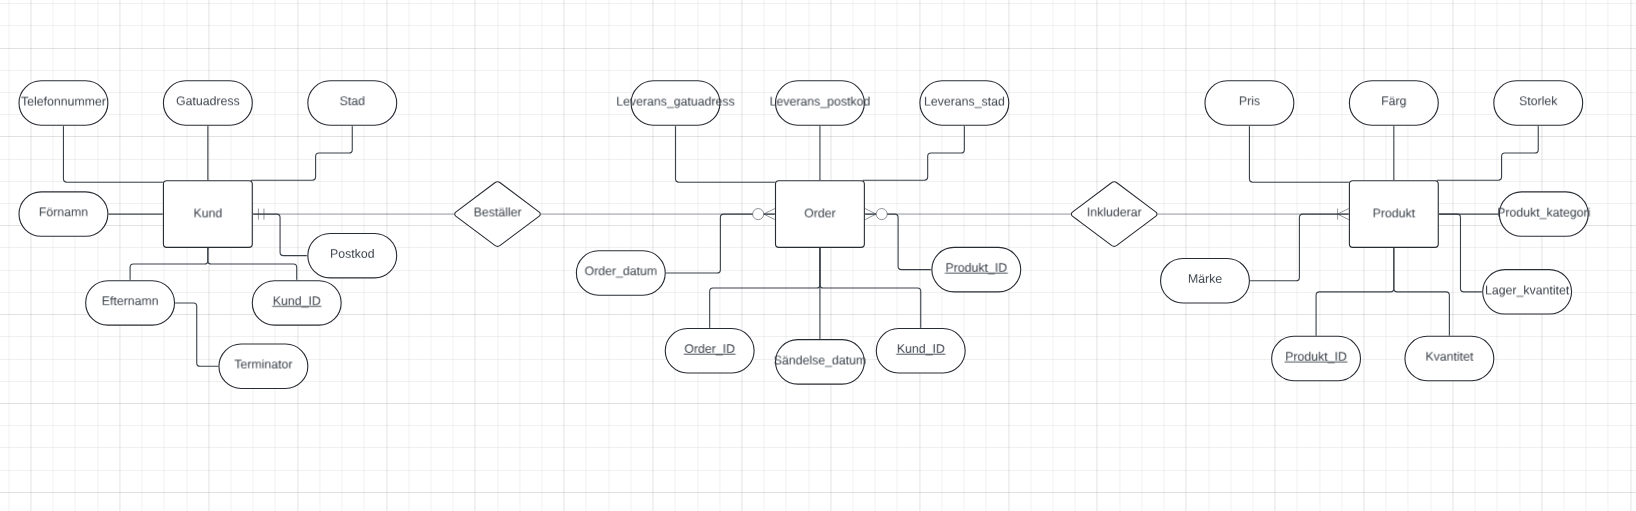 Telefonnummer
Gatuadress
Stad
Leverans_gatuadress
Leverans_postkod
Leverans_stad
Pris
Färg
Storlek
Förnamn
Kund
Beställer
Order
Inkluderar
Produkt
Produkt_kategori
Postkod
Order_datum
Produkt_ID
Märke
Lager_kvantitet
Efternamn
Kund_ID
Order_ID
Sändelse_datum
Kund_ID
Produkt_ID
Kvantitet
Terminator